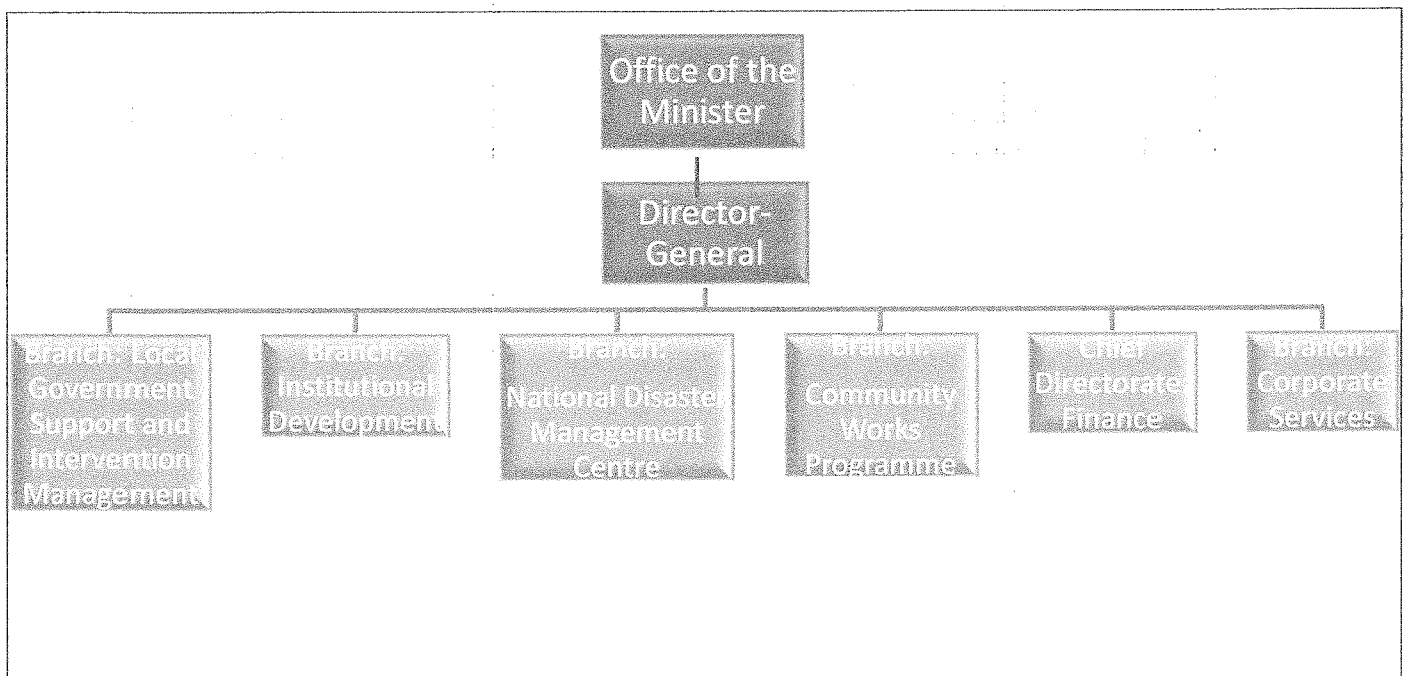 Office of the
Minister
Director-
General
Branch: Local
Government
Support and
Intervention
Management
Branch:
Institutional
Development
Branch:
National Disaster
Management
Centre
Branch:
Community
Works
Programme
Chief
Directorate
Finance
Branch:
Corporate
Services